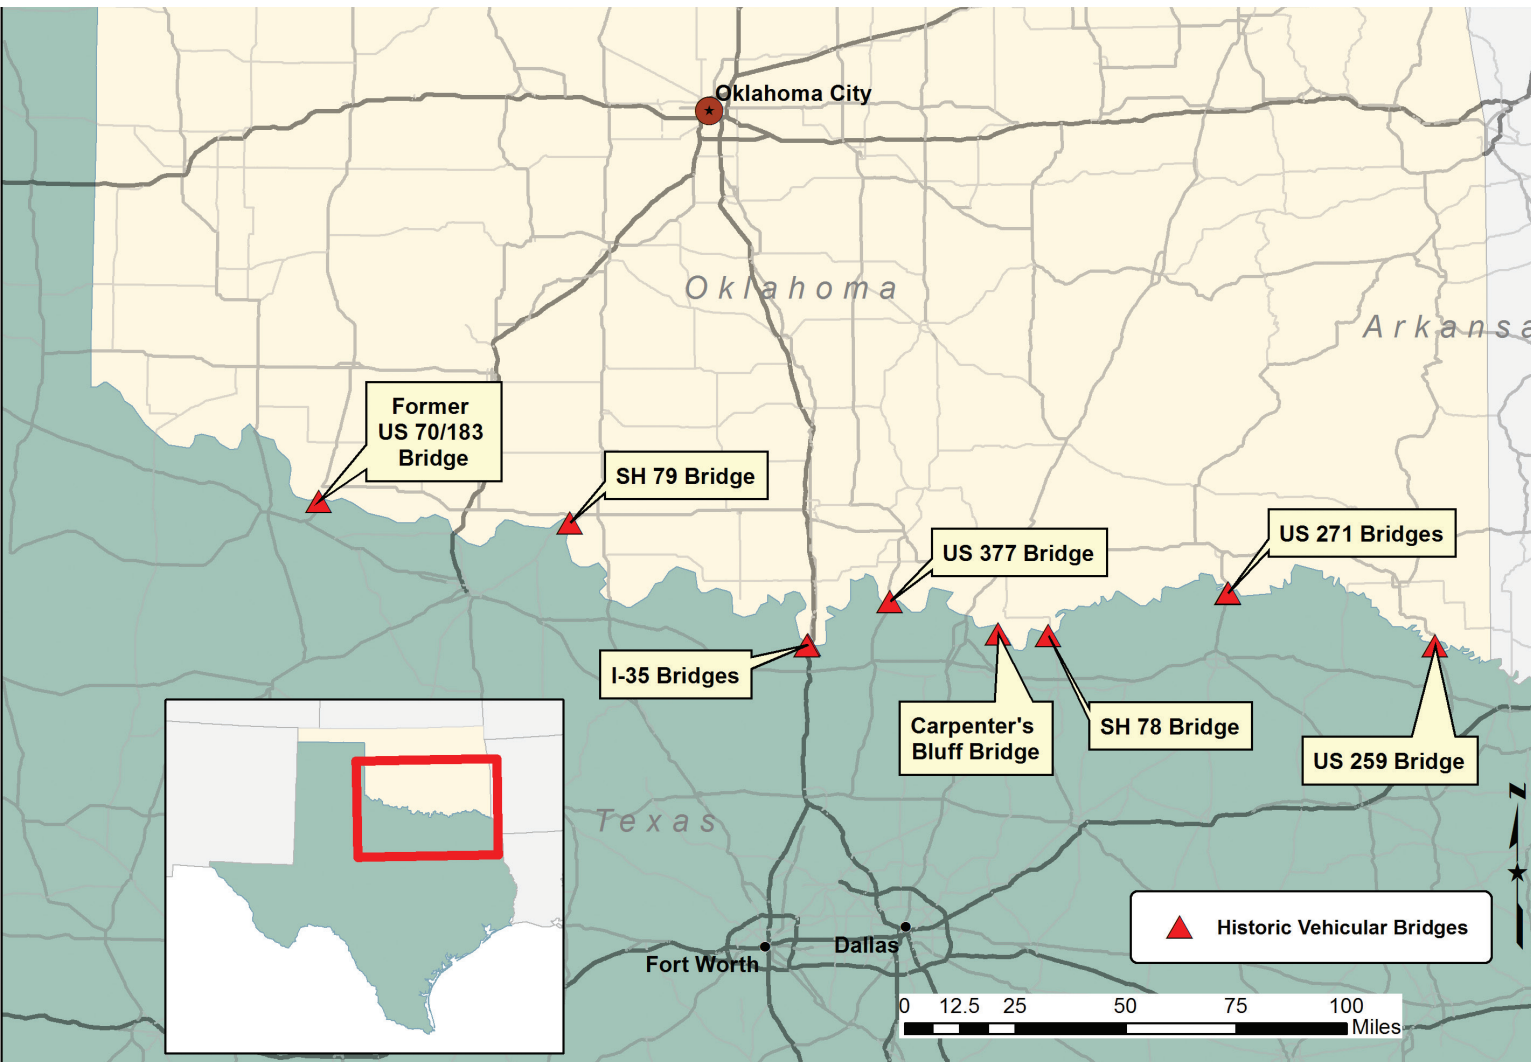 Oklahoma City
Oklahoma
Arkansa
Former
US 70/183
Bridge
SH 79 Bridge
US 377 Bridge
US 271 Bridges
I-35 Bridges
Carpenter's
Bluff Bridge
SH 78 Bridge
US 259 Bridge
Texas
N
Historic Vehicular Bridges
Dallas
Fort Worth
0 12.5 25 50 75 100
Miles